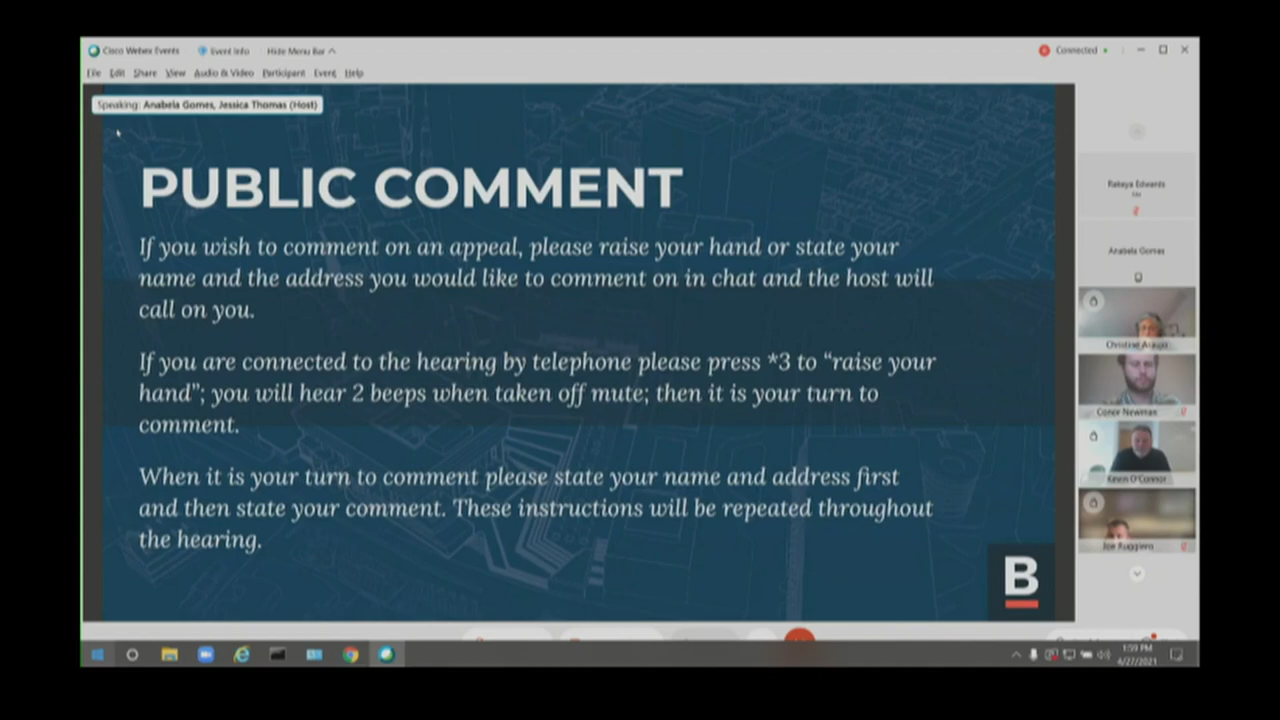 Cisco Webex Events Event Info Hide Menu Bar Connected
File Edit Share View Audio & Video Participant Event Help
Speaking: Anabela Gomes, Jessica Thomas (Host)
PUBLIC COMMENT
If you wish to comment on an appeal, please raise your hand or state your
name and the address you would like to comment on in chat and the host will
call on you.
If you are connected to the hearing by telephone please press *3 to “raise your
hand”; you will hear 2 beeps when taken off mute; then it is your turn to
comment.
When it is your turn to comment please state your name and address first
and then state your comment. These instructions will be repeated throughout
the hearing.
B
Rakeya Edwards
Me
Anabela Gomes
Christine Araujo
Conor Newman
Kevin O'Connor
Joe Ruggiero
1:59 PM
4/27/2021